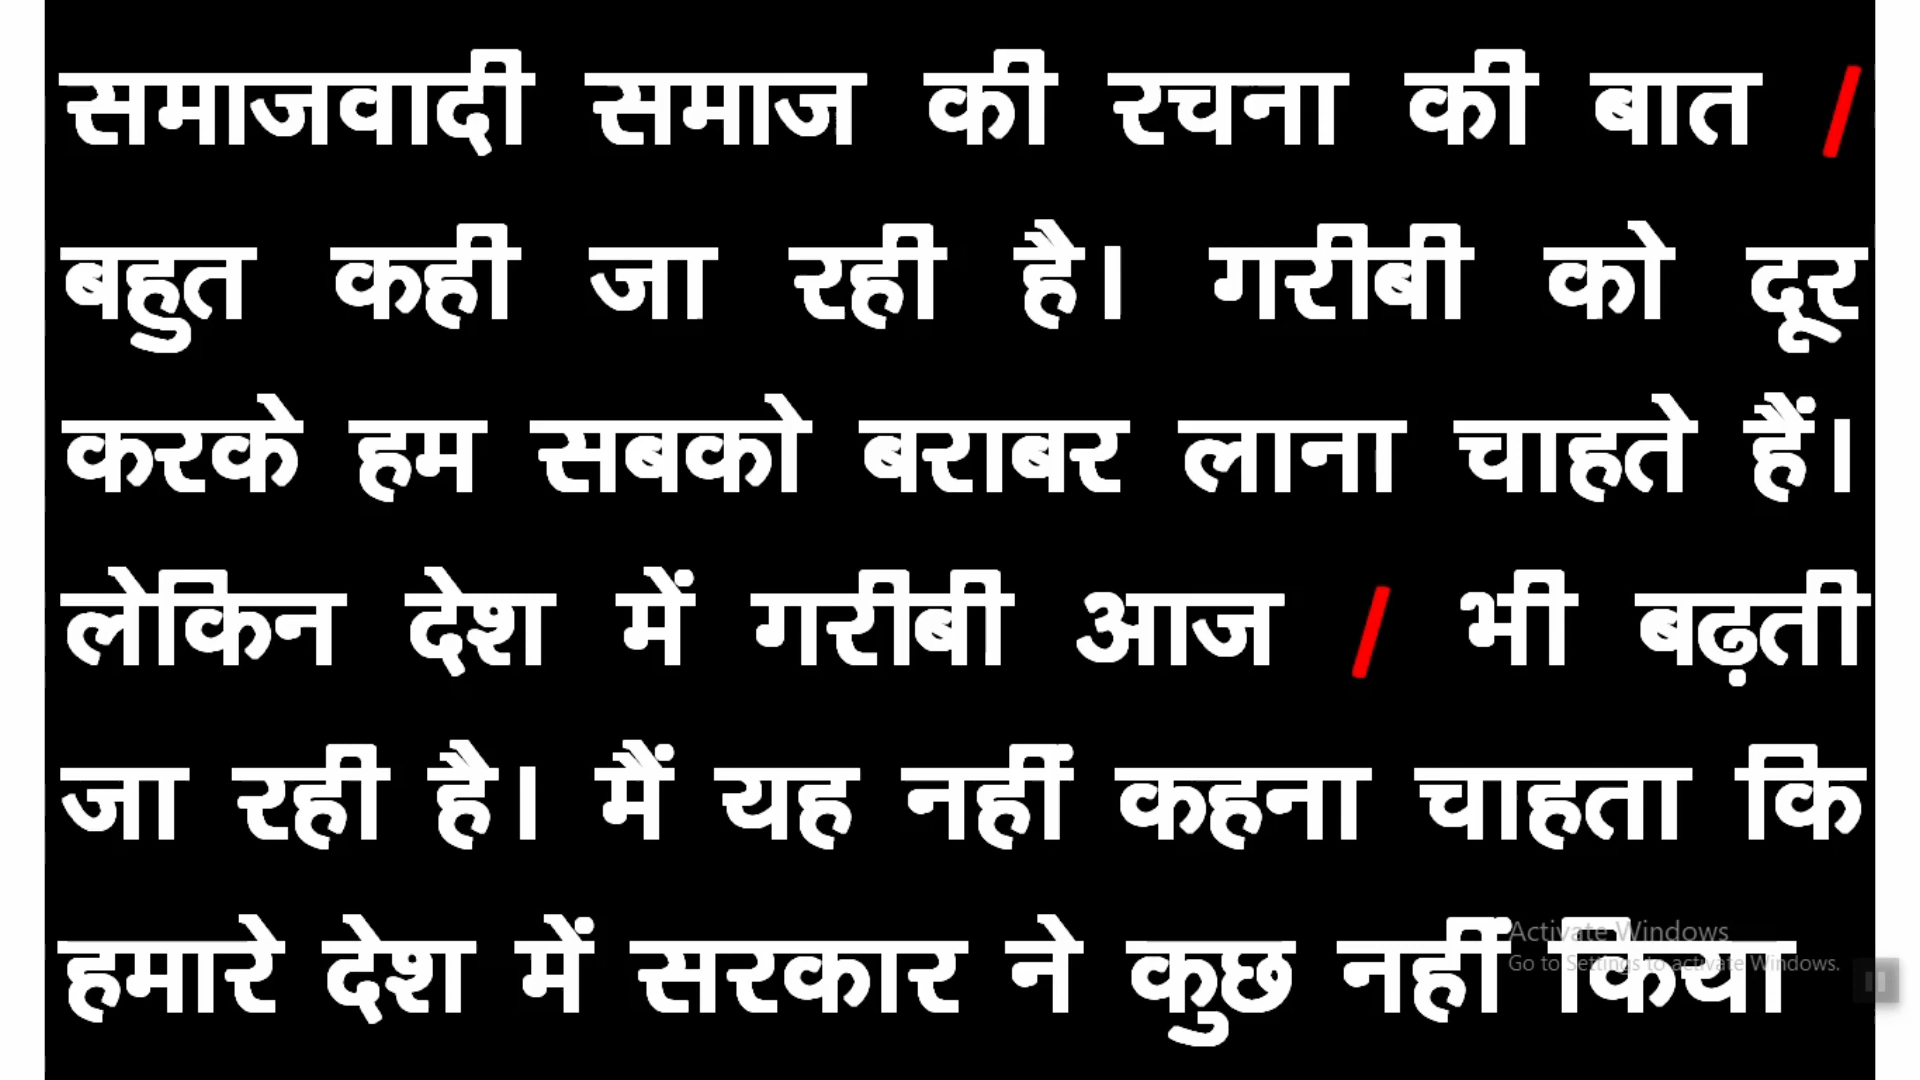 समाजवादी समाज की रचना की बात /
बहुत कही जा रही है। गरीबी को दूर
करके हम सबको बराबर लाना चाहते हैं।
लेकिन देश में गरीबी आज / भी बढ़ती
जा रही है। मैं यह नहीं कहना चाहता कि
हमारे देश में सरकार ने कुछ नहीं किया
Activate Windows
Go to Settings to activate Windows.